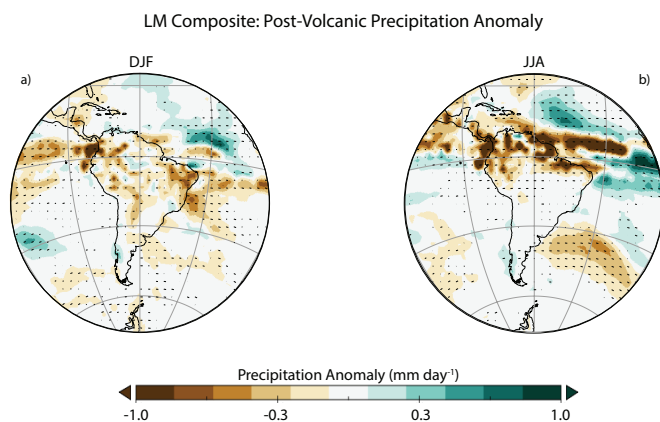 LM Composite: Post-Volcanic Precipitation Anomaly
DJF
JJA
a)
b)
Precipitation Anomaly (mm day⁻¹)
-1.0 -0.3 0.3 1.0